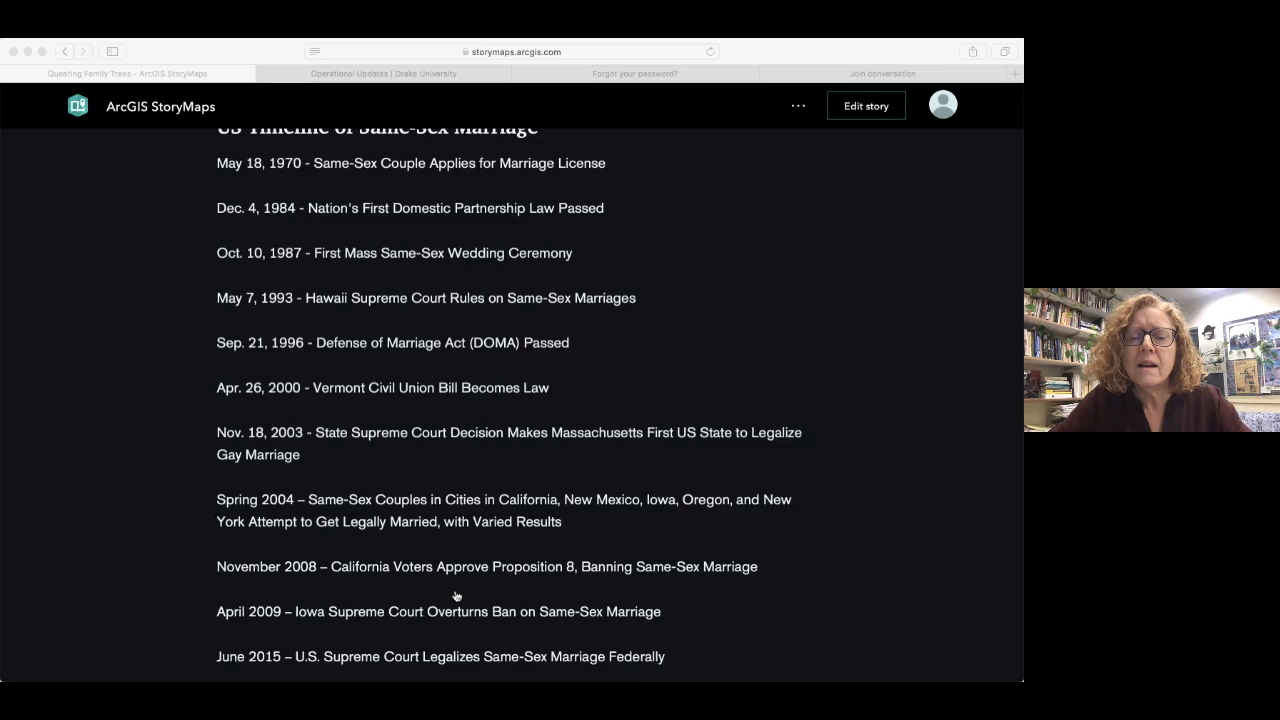 storymaps.arcgis.com
Queering Family Trees - ArcGIS StoryMaps
Operational Updates | Drake University
Forgot your password?
Join conversation
ArcGIS StoryMaps
Edit story
US Timeline of Same-Sex Marriage
May 18, 1970 - Same-Sex Couple Applies for Marriage License
Dec. 4, 1984 - Nation's First Domestic Partnership Law Passed
Oct. 10, 1987 - First Mass Same-Sex Wedding Ceremony
May 7, 1993 - Hawaii Supreme Court Rules on Same-Sex Marriages
Sep. 21, 1996 - Defense of Marriage Act (DOMA) Passed
Apr. 26, 2000 - Vermont Civil Union Bill Becomes Law
Nov. 18, 2003 - State Supreme Court Decision Makes Massachusetts First US State to Legalize
Gay Marriage
Spring 2004 – Same-Sex Couples in Cities in California, New Mexico, Iowa, Oregon, and New
York Attempt to Get Legally Married, with Varied Results
November 2008 – California Voters Approve Proposition 8, Banning Same-Sex Marriage
April 2009 – Iowa Supreme Court Overturns Ban on Same-Sex Marriage
June 2015 – U.S. Supreme Court Legalizes Same-Sex Marriage Federally